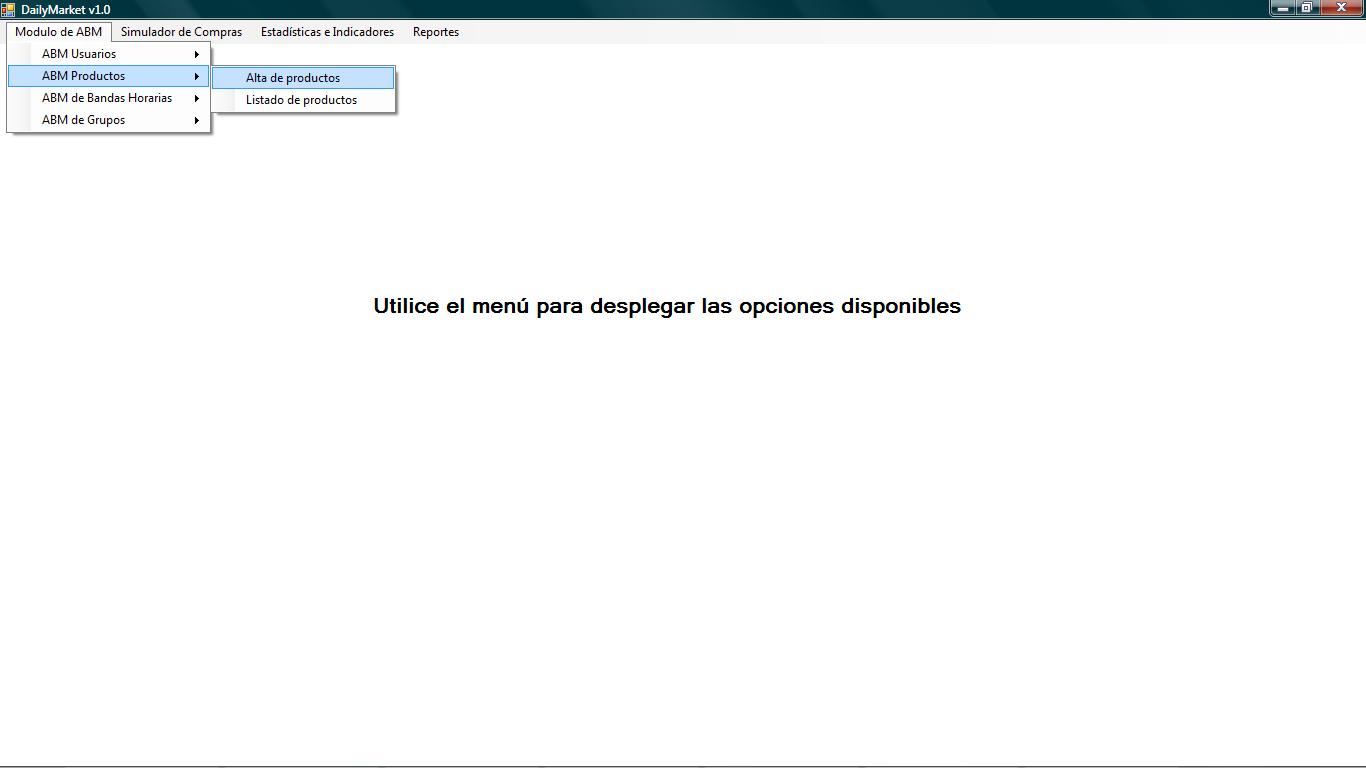 DailyMarket v1.0
Modulo de ABM Simulador de Compras Estadísticas e Indicadores Reportes
ABM Usuarios
ABM Productos
Alta de productos
ABM de Bandas Horarias
Listado de productos
ABM de Grupos
Utilice el menú para desplegar las opciones disponibles